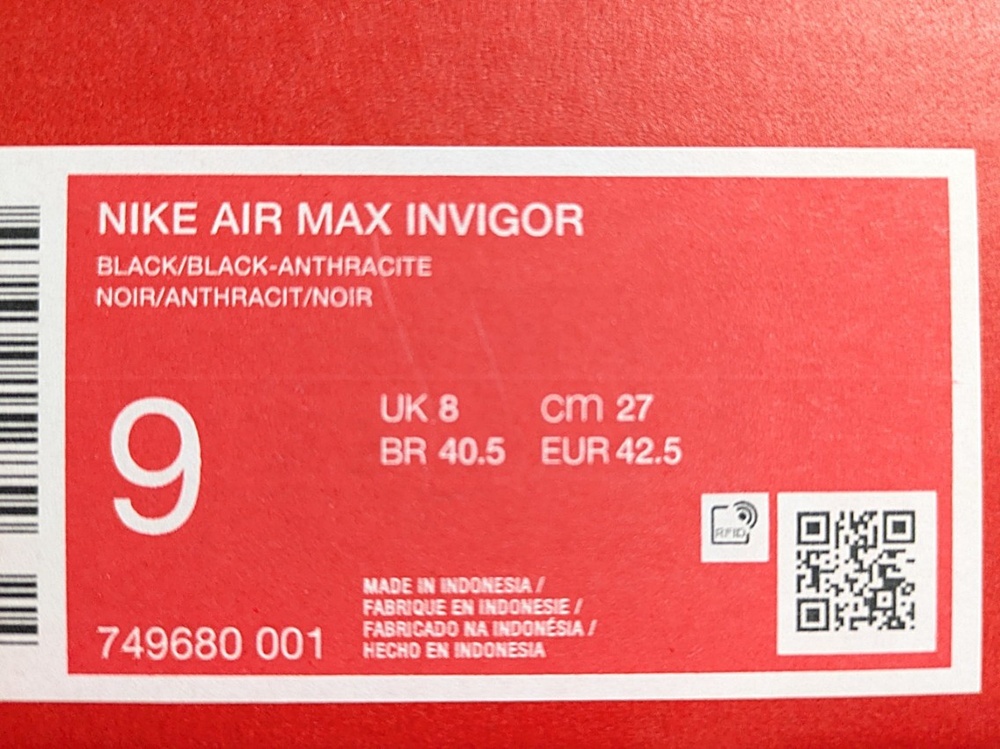 NIKE AIR MAX INVIGOR
BLACK/BLACK-ANTHRACITE
NOIR/ANTHRACIT/NOIR
9
UK 8 cm 27
BR 40.5 EUR 42.5
RFID
749680 001
MADE IN INDONESIA /
FABRIQUE EN INDONESIE /
FABRICADO NA INDONÉSIA /
HECHO EN INDONESIA